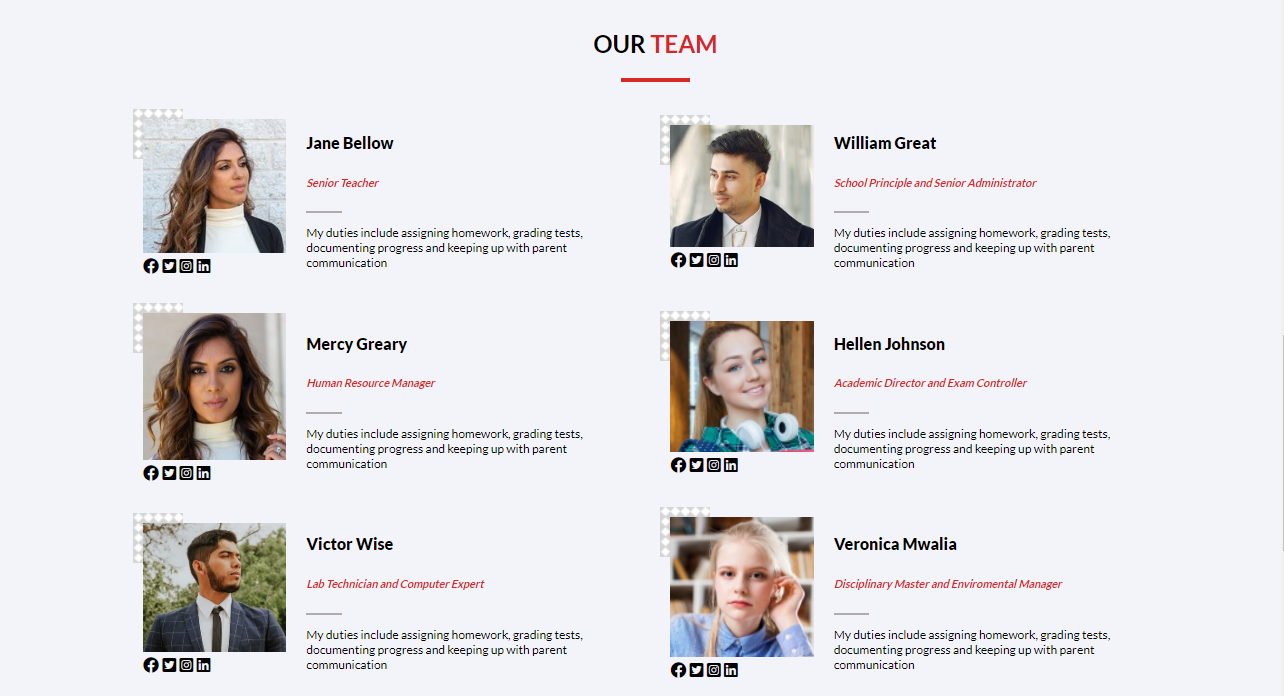 OUR TEAM
Jane Bellow
Senior Teacher
My duties include assigning homework, grading tests,
documenting progress and keeping up with parent
communication
William Great
School Principle and Senior Administrator
My duties include assigning homework, grading tests,
documenting progress and keeping up with parent
communication
Mercy Greary
Human Resource Manager
My duties include assigning homework, grading tests,
documenting progress and keeping up with parent
communication
Hellen Johnson
Academic Director and Exam Controller
My duties include assigning homework, grading tests,
documenting progress and keeping up with parent
communication
Victor Wise
Lab Technician and Computer Expert
My duties include assigning homework, grading tests,
documenting progress and keeping up with parent
communication
Veronica Mwalia
Disciplinary Master and Enviromental Manager
My duties include assigning homework, grading tests,
documenting progress and keeping up with parent
communication